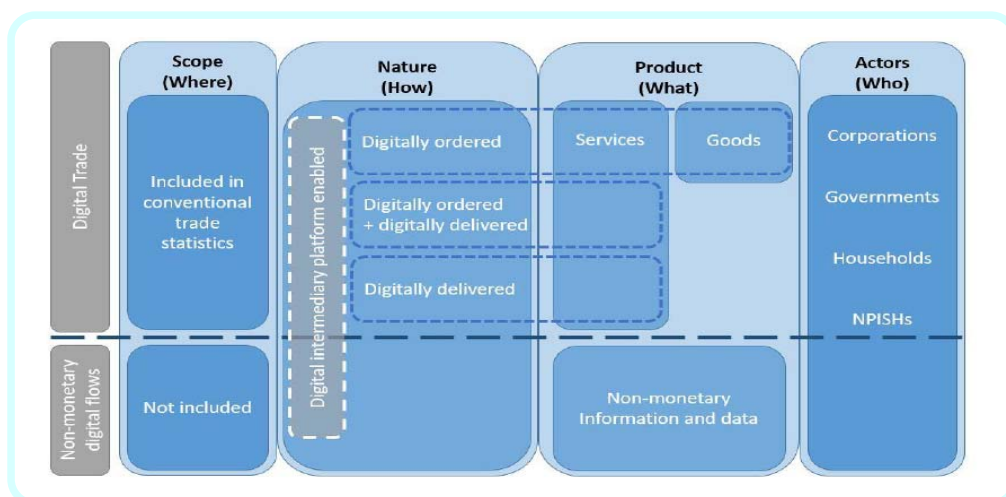 Digital Trade
Non-monetary
digital flows
Scope
(Where)
Included in
conventional
trade
statistics
Not included
Nature
(How)
Digital intermediary platform enabled
Digitally ordered
Digitally ordered
+ digitally delivered
Digitally delivered
Product
(What)
Services
Goods
Non-monetary
Information and data
Actors
(Who)
Corporations
Governments
Households
NPISHs